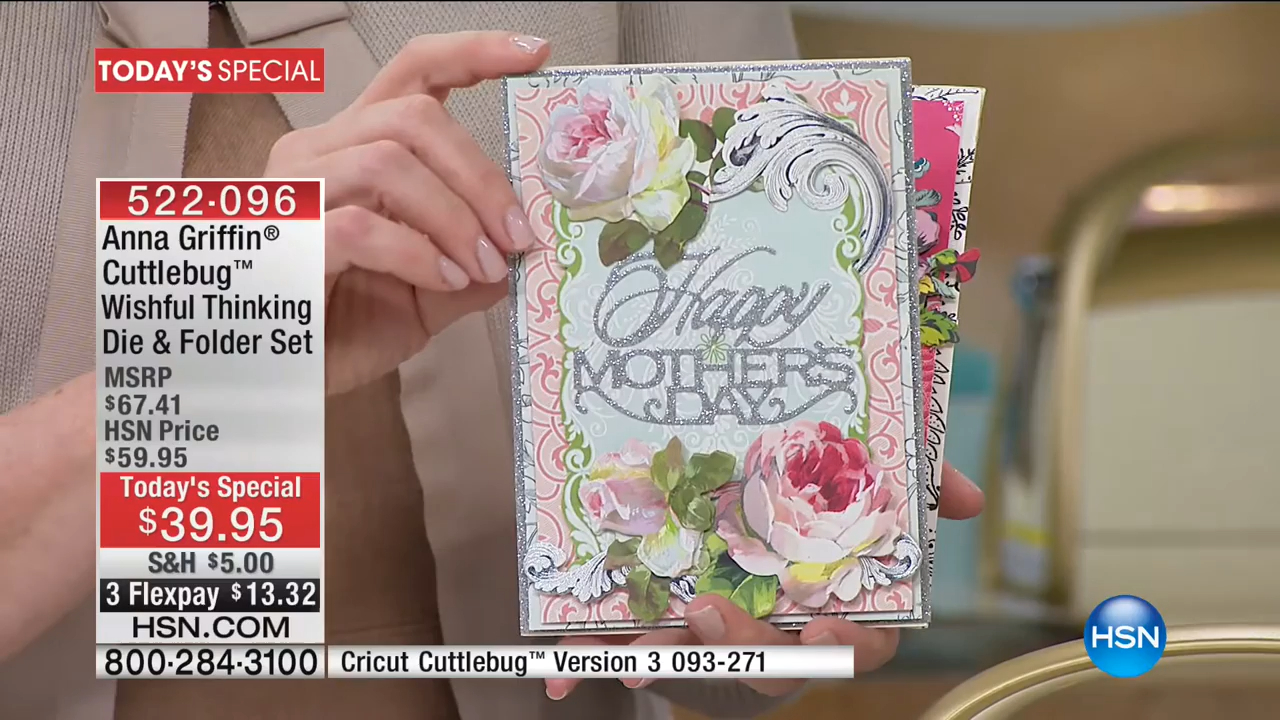 TODAY'S SPECIAL
522·096
Anna Griffin®
Cuttlebug™
Wishful Thinking
Die & Folder Set
MSRP
$67.41
HSN Price
$59.95
Today's Special
$39.95
S&H $5.00
3 Flexpay $13.32
HSN.COM
800·284·3100
Cricut Cuttlebug™ Version 3 093-271
Happy
MOTHER'S
DAY
HSN